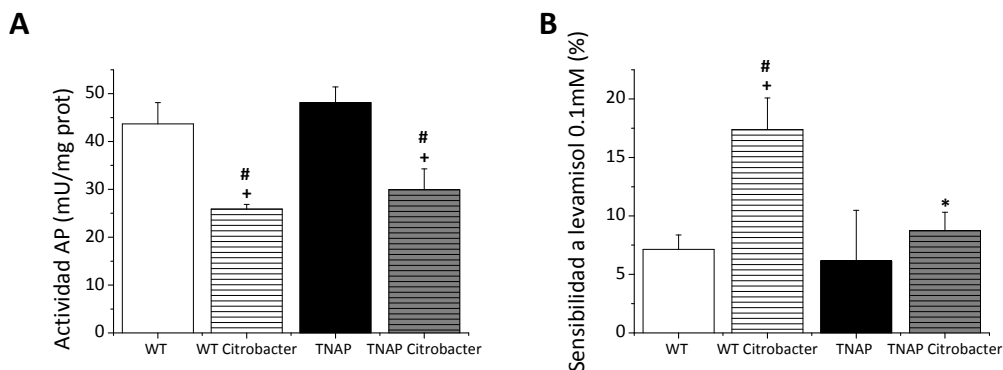 A
Actividad AP (mU/mg prot)
50
40
30
20
10
0
#
+
#
+
WT
WT Citrobacter
TNAP
TNAP Citrobacter
B
Sensibilidad a levamisol 0.1mM (%)
20
15
10
5
0
#
+
*
WT
WT Citrobacter
TNAP
TNAP Citrobacter